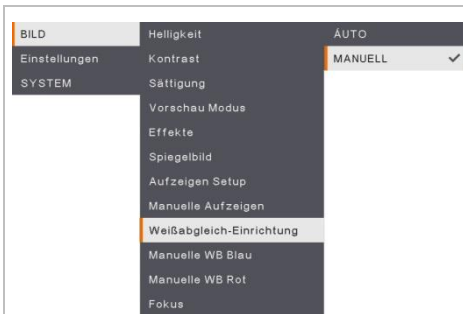 BILD
Einstellungen
SYSTEM
Helligkeit
Kontrast
Sättigung
Vorschau Modus
Effekte
Spiegelbild
Aufzeigen Setup
Manuelle Aufzeigen
Weißabgleich-Einrichtung
Manuelle WB Blau
Manuelle WB Rot
Fokus
ÁUTO
MANUELL